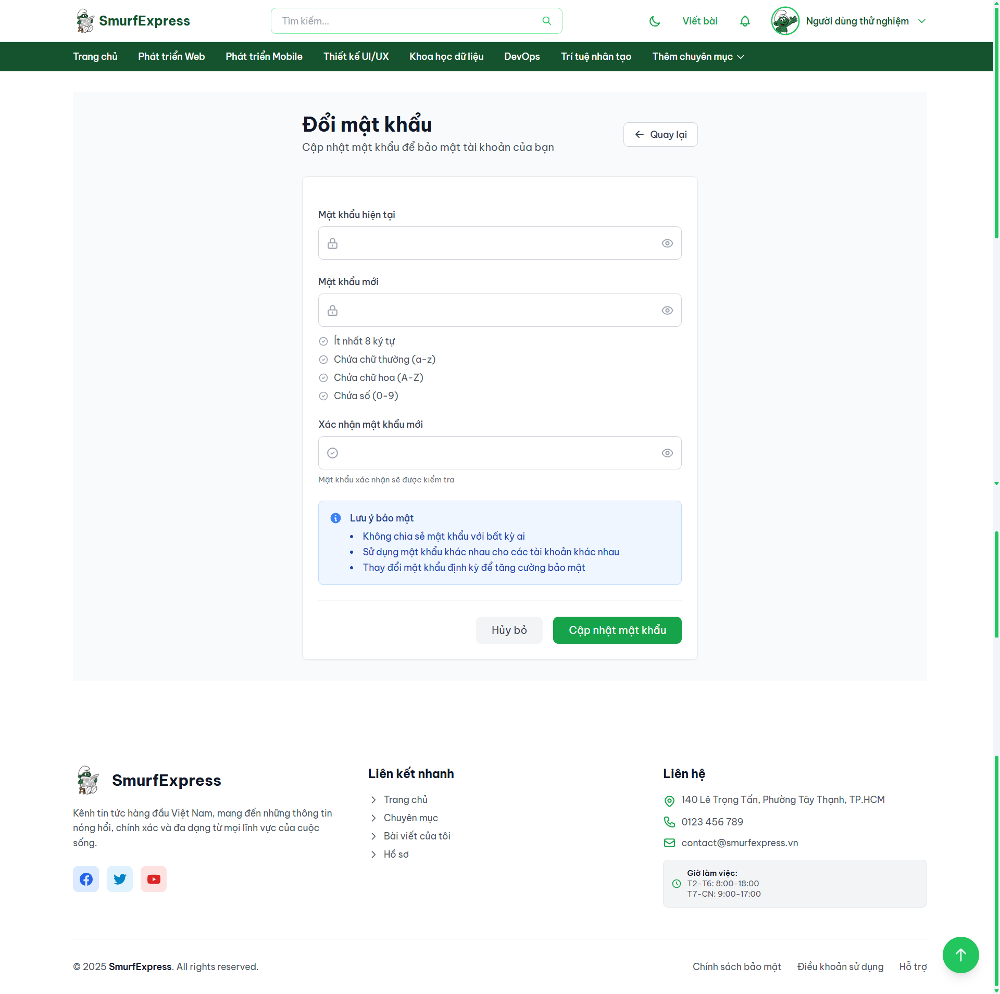 SmurfExpress
Tìm kiếm...
Viết bài
Người dùng thử nghiệm
Trang chủ
Phát triển Web
Phát triển Mobile
Thiết kế UI/UX
Khoa học dữ liệu
DevOps
Trí tuệ nhân tạo
Thêm chuyên mục
Đổi mật khẩu
Cập nhật mật khẩu để bảo mật tài khoản của bạn
Quay lại
Mật khẩu hiện tại
Mật khẩu mới
Ít nhất 8 ký tự
Chứa chữ thường (a-z)
Chứa chữ hoa (A-Z)
Chứa số (0-9)
Xác nhận mật khẩu mới
Mật khẩu xác nhận sẽ được kiểm tra
Lưu ý bảo mật
• Không chia sẻ mật khẩu với bất kỳ ai
• Sử dụng mật khẩu khác nhau cho các tài khoản khác nhau
• Thay đổi mật khẩu định kỳ để tăng cường bảo mật
Hủy bỏ
Cập nhật mật khẩu
SmurfExpress
Kênh tin tức hàng đầu Việt Nam, mang đến những thông tin
nóng hổi, chính xác và đa dạng từ mọi lĩnh vực của cuộc
sống.
Liên kết nhanh
Trang chủ
Chuyên mục
Bài viết của tôi
Hồ sơ
Liên hệ
140 Lê Trọng Tấn, Phường Tây Thạnh, TP.HCM
0123 456 789
contact@smurfexpress.vn
Giờ làm việc:
T2-T6: 8:00-18:00
T7-CN: 9:00-17:00
© 2025 SmurfExpress. All rights reserved.
Chính sách bảo mật
Điều khoản sử dụng
Hỗ trợ